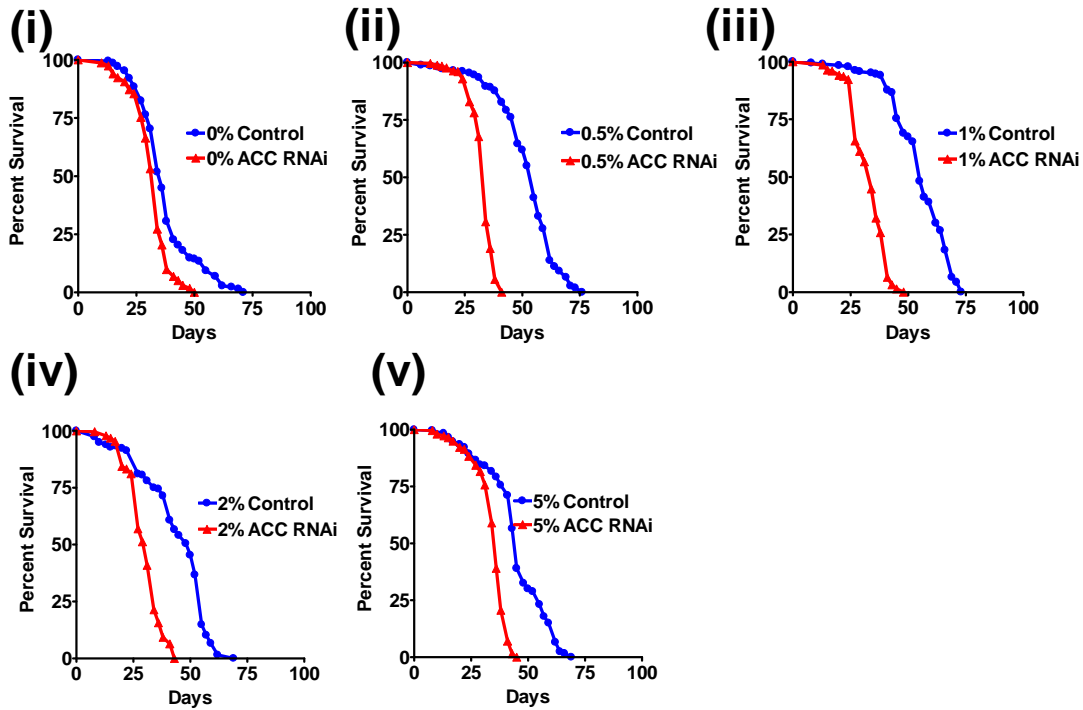 (i)
Percent Survival
100
75
50
25
0
0% Control
0% ACC RNAi
0 25 50 75 100
Days
(ii)
Percent Survival
100
75
50
25
0
0.5% Control
0.5% ACC RNAi
0 25 50 75 100
Days
(iii)
Percent Survival
100
75
50
25
0
1% Control
1% ACC RNAi
0 25 50 75 100
Days
(iv)
Percent Survival
100
75
50
25
0
2% Control
2% ACC RNAi
0 25 50 75 100
Days
(v)
Percent Survival
100
75
50
25
0
5% Control
5% ACC RNAi
0 25 50 75 100
Days